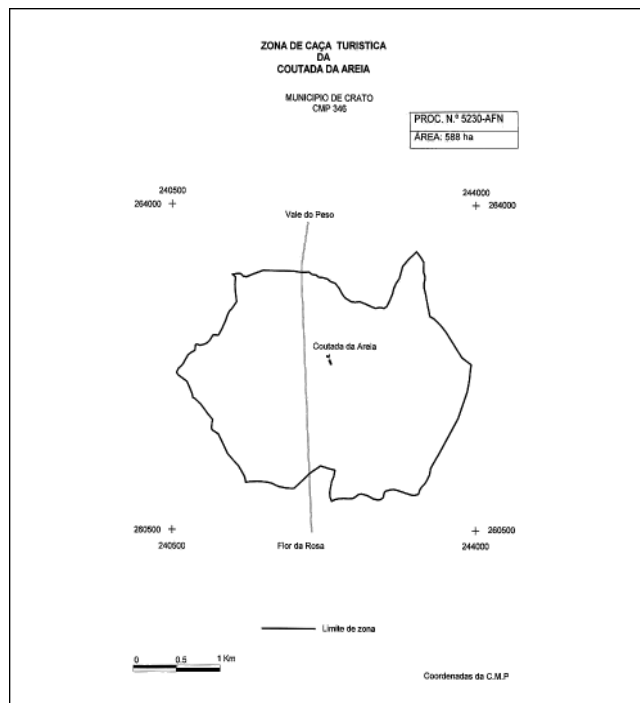 ZONA DE CAÇA TURISTICA
DA
COUTADA DA AREIA
MUNICIPIO DE CRATO
CMP 346
PROC. N.º 5230-AFN
ÁREA: 588 ha
240500
264000
244000
264000
Vale do Peso
Coutada da Areia
260500
240500
260500
244000
Flor da Rosa
Limite de zona
0 0.5 1 Km
Coordenadas da C.M.P